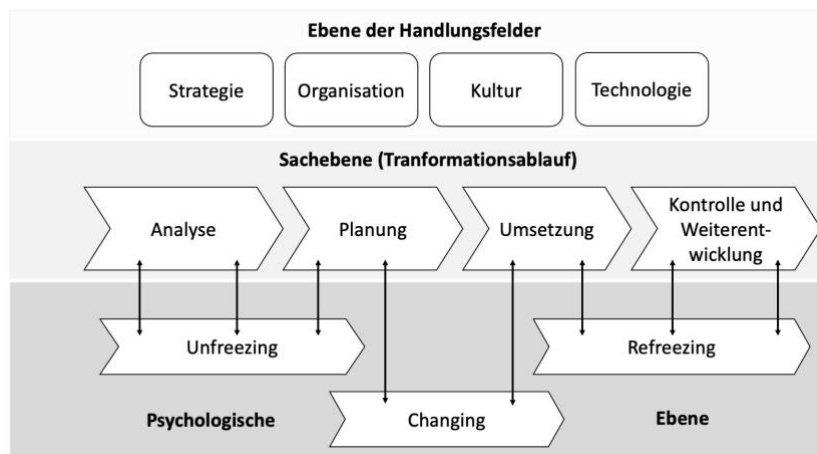 Ebene der Handlungsfelder
Strategie
Organisation
Kultur
Technologie
Sachebene (Tranformationsablauf)
Analyse
Planung
Umsetzung
Kontrolle und
Weiterent-
wicklung
Unfreezing
Refreezing
Psychologische
Changing
Ebene